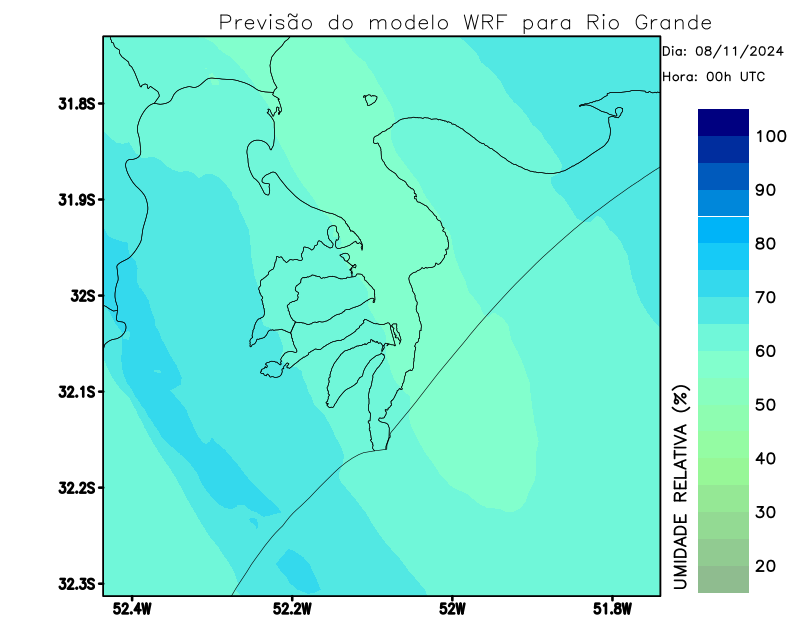 Previsão do modelo WRF para Rio Grande
Dia: 08/11/2024
Hora: 00h UTC
31.8S
31.9S
32S
32.1S
32.2S
32.3S
52.4W
52.2W
52W
51.8W
100
90
80
70
60
50
40
30
20
UMIDADE RELATIVA (%)